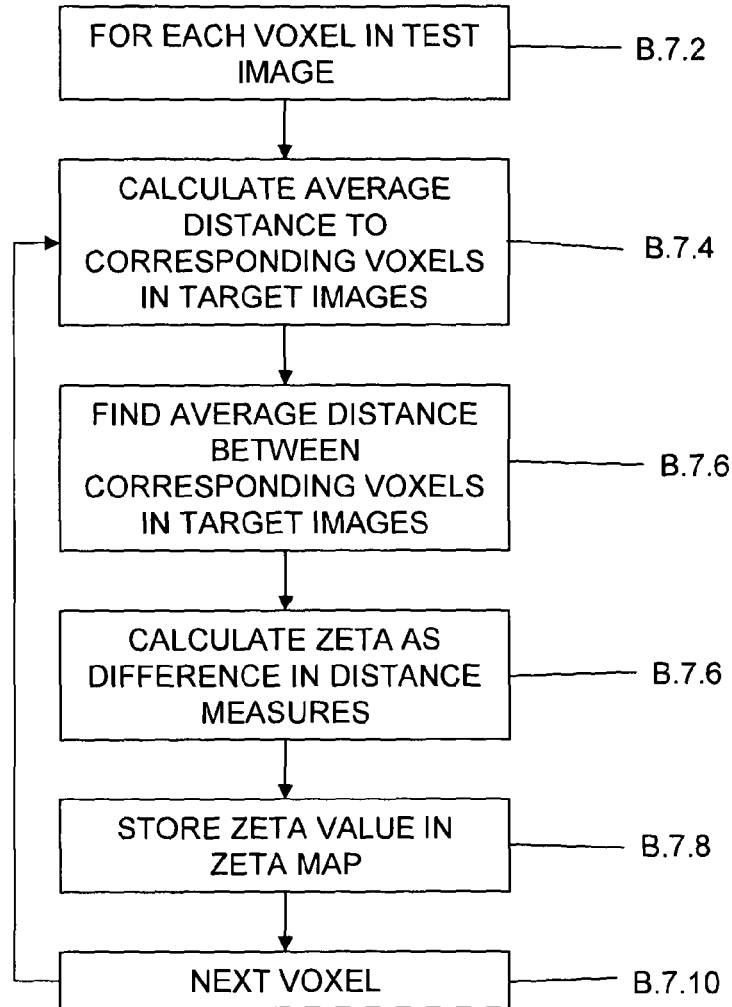 FOR EACH VOXEL IN TEST
IMAGE
B.7.2
CALCULATE AVERAGE
DISTANCE TO
CORRESPONDING VOXELS
IN TARGET IMAGES
B.7.4
FIND AVERAGE DISTANCE
BETWEEN
CORRESPONDING VOXELS
IN TARGET IMAGES
B.7.6
CALCULATE ZETA AS
DIFFERENCE IN DISTANCE
MEASURES
B.7.6
STORE ZETA VALUE IN
ZETA MAP
B.7.8
NEXT VOXEL
B.7.10